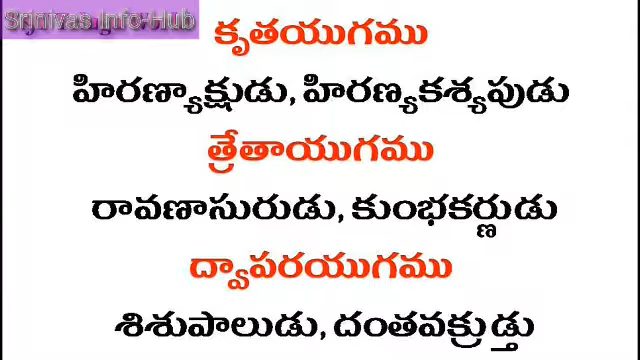 Srinivas Info Hub
కృతయుగము
హిరణ్యాక్షుడు, హిరణ్యకశ్యపుడు
త్రేతాయుగము
రావణాసురుడు, కుంభకర్ణుడు
ద్వాపరయుగము
శిశుపాలుడు, దంతవక్రుడ్తు